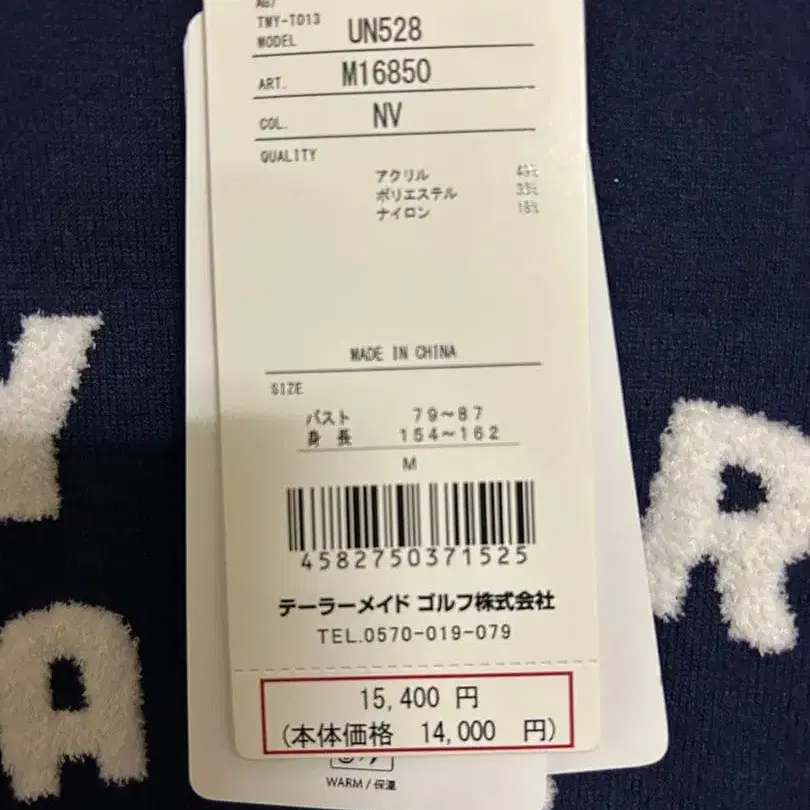 TWY-T013
MODEL UN528
ART. M16850
COL. NV
QUALITY
アクリル 49%
ポリエステル 33%
ナイロン 18%
MADE IN CHINA
SIZE
バスト 79~87
身長 154~162
M
4582750371525
テーラーメイド ゴルフ株式会社
TEL.0570-019-079
15,400 円
(本体価格 14,000 円)
WARM / 保温
Y
R
A